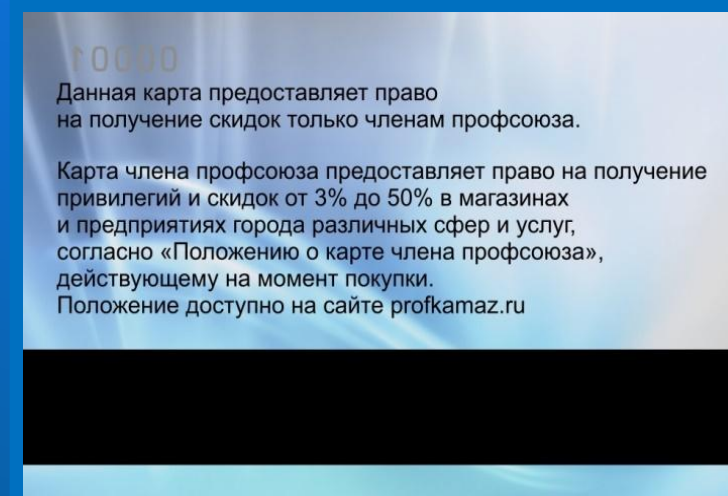 00001
Данная карта предоставляет право
на получение скидок только членам профсоюза.
Карта члена профсоюза предоставляет право на получение
привилегий и скидок от 3% до 50% в магазинах
и предприятиях города различных сфер и услуг,
согласно «Положению о карте члена профсоюза»,
действующему на момент покупки.
Положение доступно на сайте profkamaz.ru